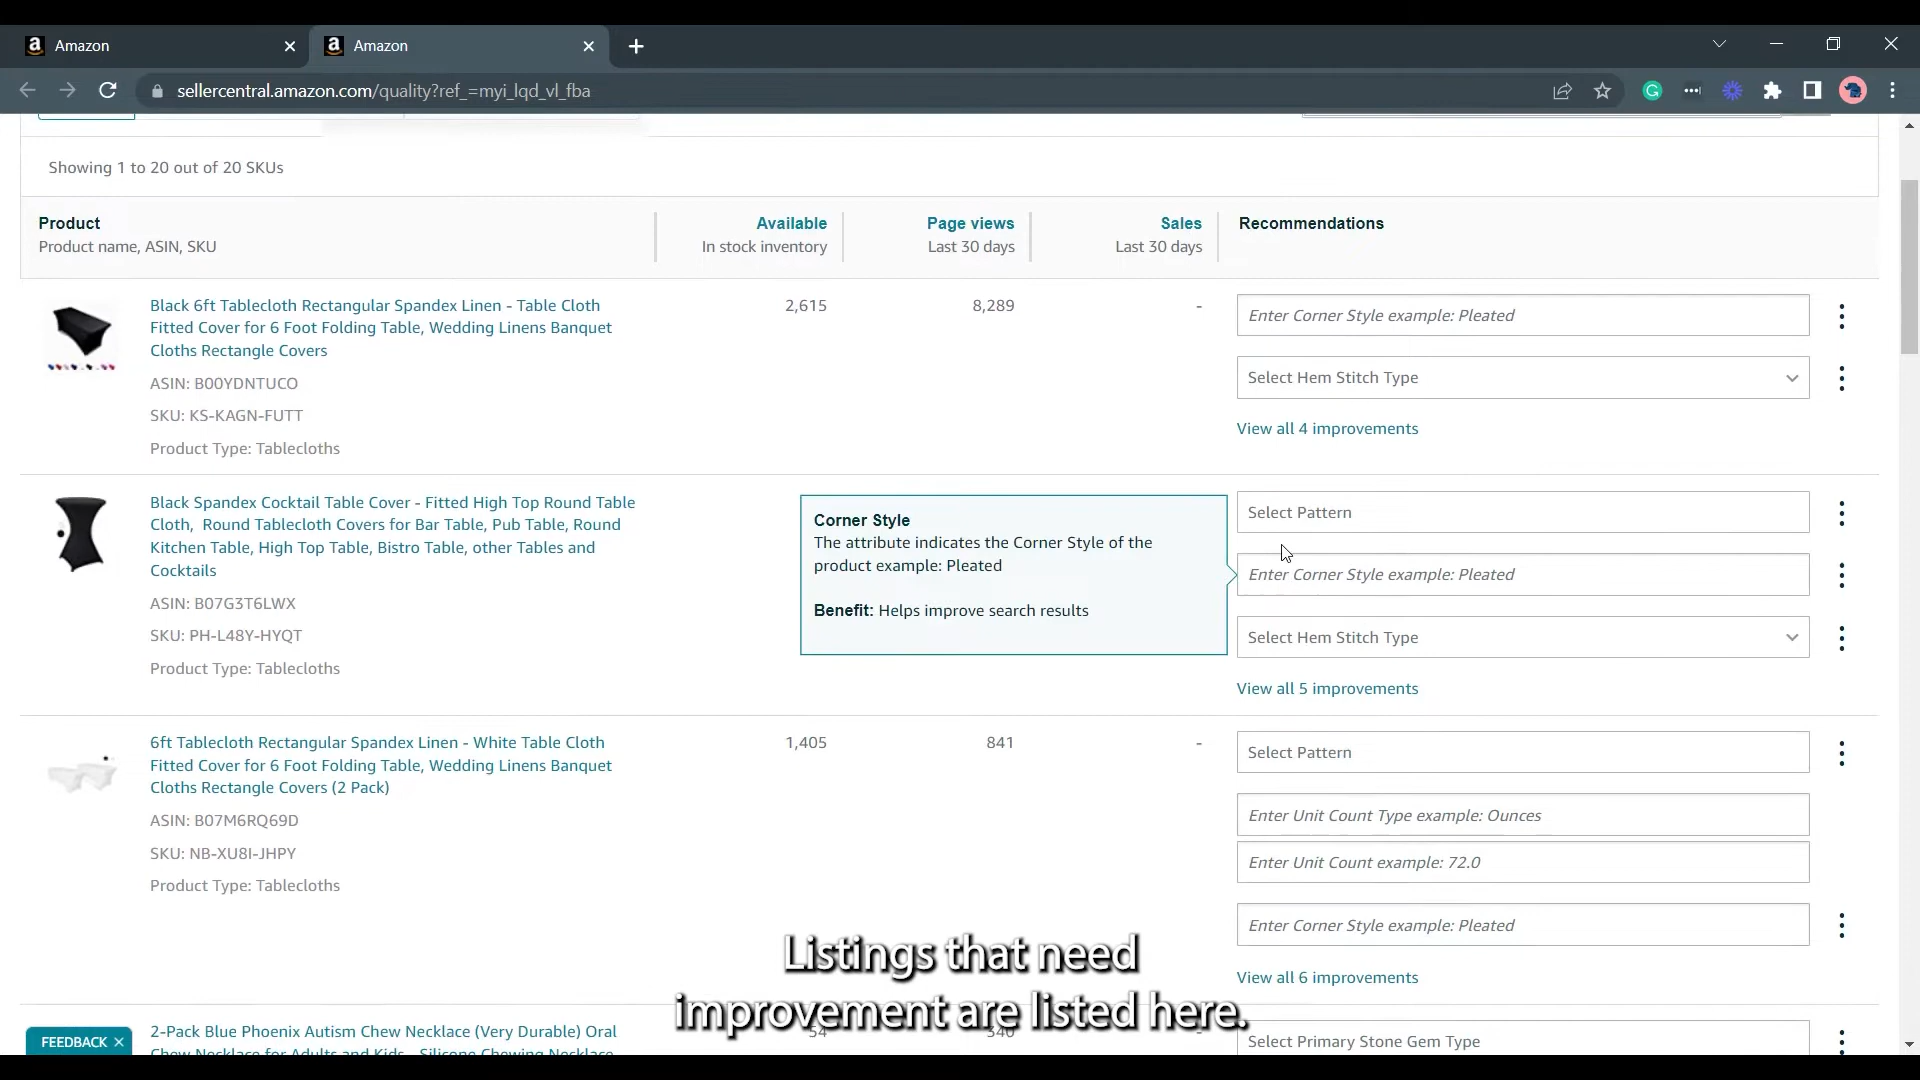 Amazon
Amazon
sellercentral.amazon.com/quality?ref_=myi_lqd_vl_fba
Showing 1 to 20 out of 20 SKUs
Product
Product name, ASIN, SKU
Available
In stock inventory
Page views
Last 30 days
Sales
Last 30 days
Recommendations
Black 6ft Tablecloth Rectangular Spandex Linen - Table Cloth
Fitted Cover for 6 Foot Folding Table, Wedding Linens Banquet
Cloths Rectangle Covers
ASIN: B00YDNTUCO
SKU: KS-KAGN-FUTT
Product Type: Tablecloths
2,615
8,289
-
Enter Corner Style example: Pleated
Select Hem Stitch Type
View all 4 improvements
Black Spandex Cocktail Table Cover - Fitted High Top Round Table
Cloth, Round Tablecloth Covers for Bar Table, Pub Table, Round
Kitchen Table, High Top Table, Bistro Table, other Tables and
Cocktails
ASIN: B07G3T6LWX
SKU: PH-L48Y-HYQT
Product Type: Tablecloths
Corner Style
The attribute indicates the Corner Style of the
product example: Pleated
Benefit: Helps improve search results
Select Pattern
Enter Corner Style example: Pleated
Select Hem Stitch Type
View all 5 improvements
6ft Tablecloth Rectangular Spandex Linen - White Table Cloth
Fitted Cover for 6 Foot Folding Table, Wedding Linens Banquet
Cloths Rectangle Covers (2 Pack)
ASIN: B07M6RQ69D
SKU: NB-XU8I-JHPY
Product Type: Tablecloths
1,405
841
-
Select Pattern
Enter Unit Count Type example: Ounces
Enter Unit Count example: 72.0
Enter Corner Style example: Pleated
View all 6 improvements
Listings that need
improvement are listed here.
FEEDBACK
2-Pack Blue Phoenix Autism Chew Necklace (Very Durable) Oral
Chew Necklace for Adults and Kids - Silicone Chewing Necklace
54
340
Select Primary Stone Gem Type